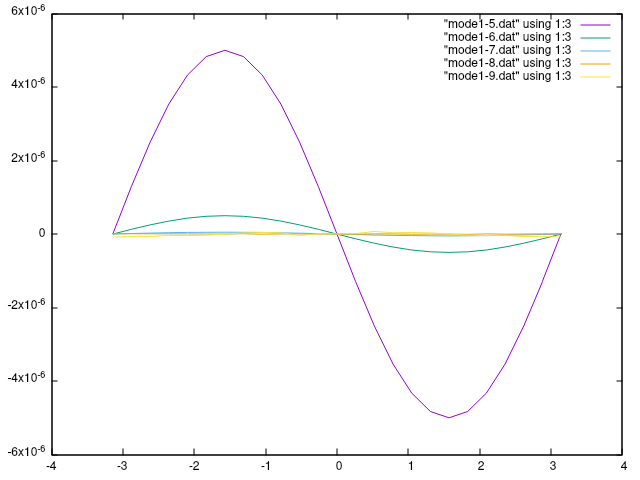 6x10⁻⁶
"mode1-5.dat" using 1:3
"mode1-6.dat" using 1:3
"mode1-7.dat" using 1:3
"mode1-8.dat" using 1:3
"mode1-9.dat" using 1:3
4x10⁻⁶
2x10⁻⁶
0
-2x10⁻⁶
-4x10⁻⁶
-6x10⁻⁶
-4 -3 -2 -1 0 1 2 3 4